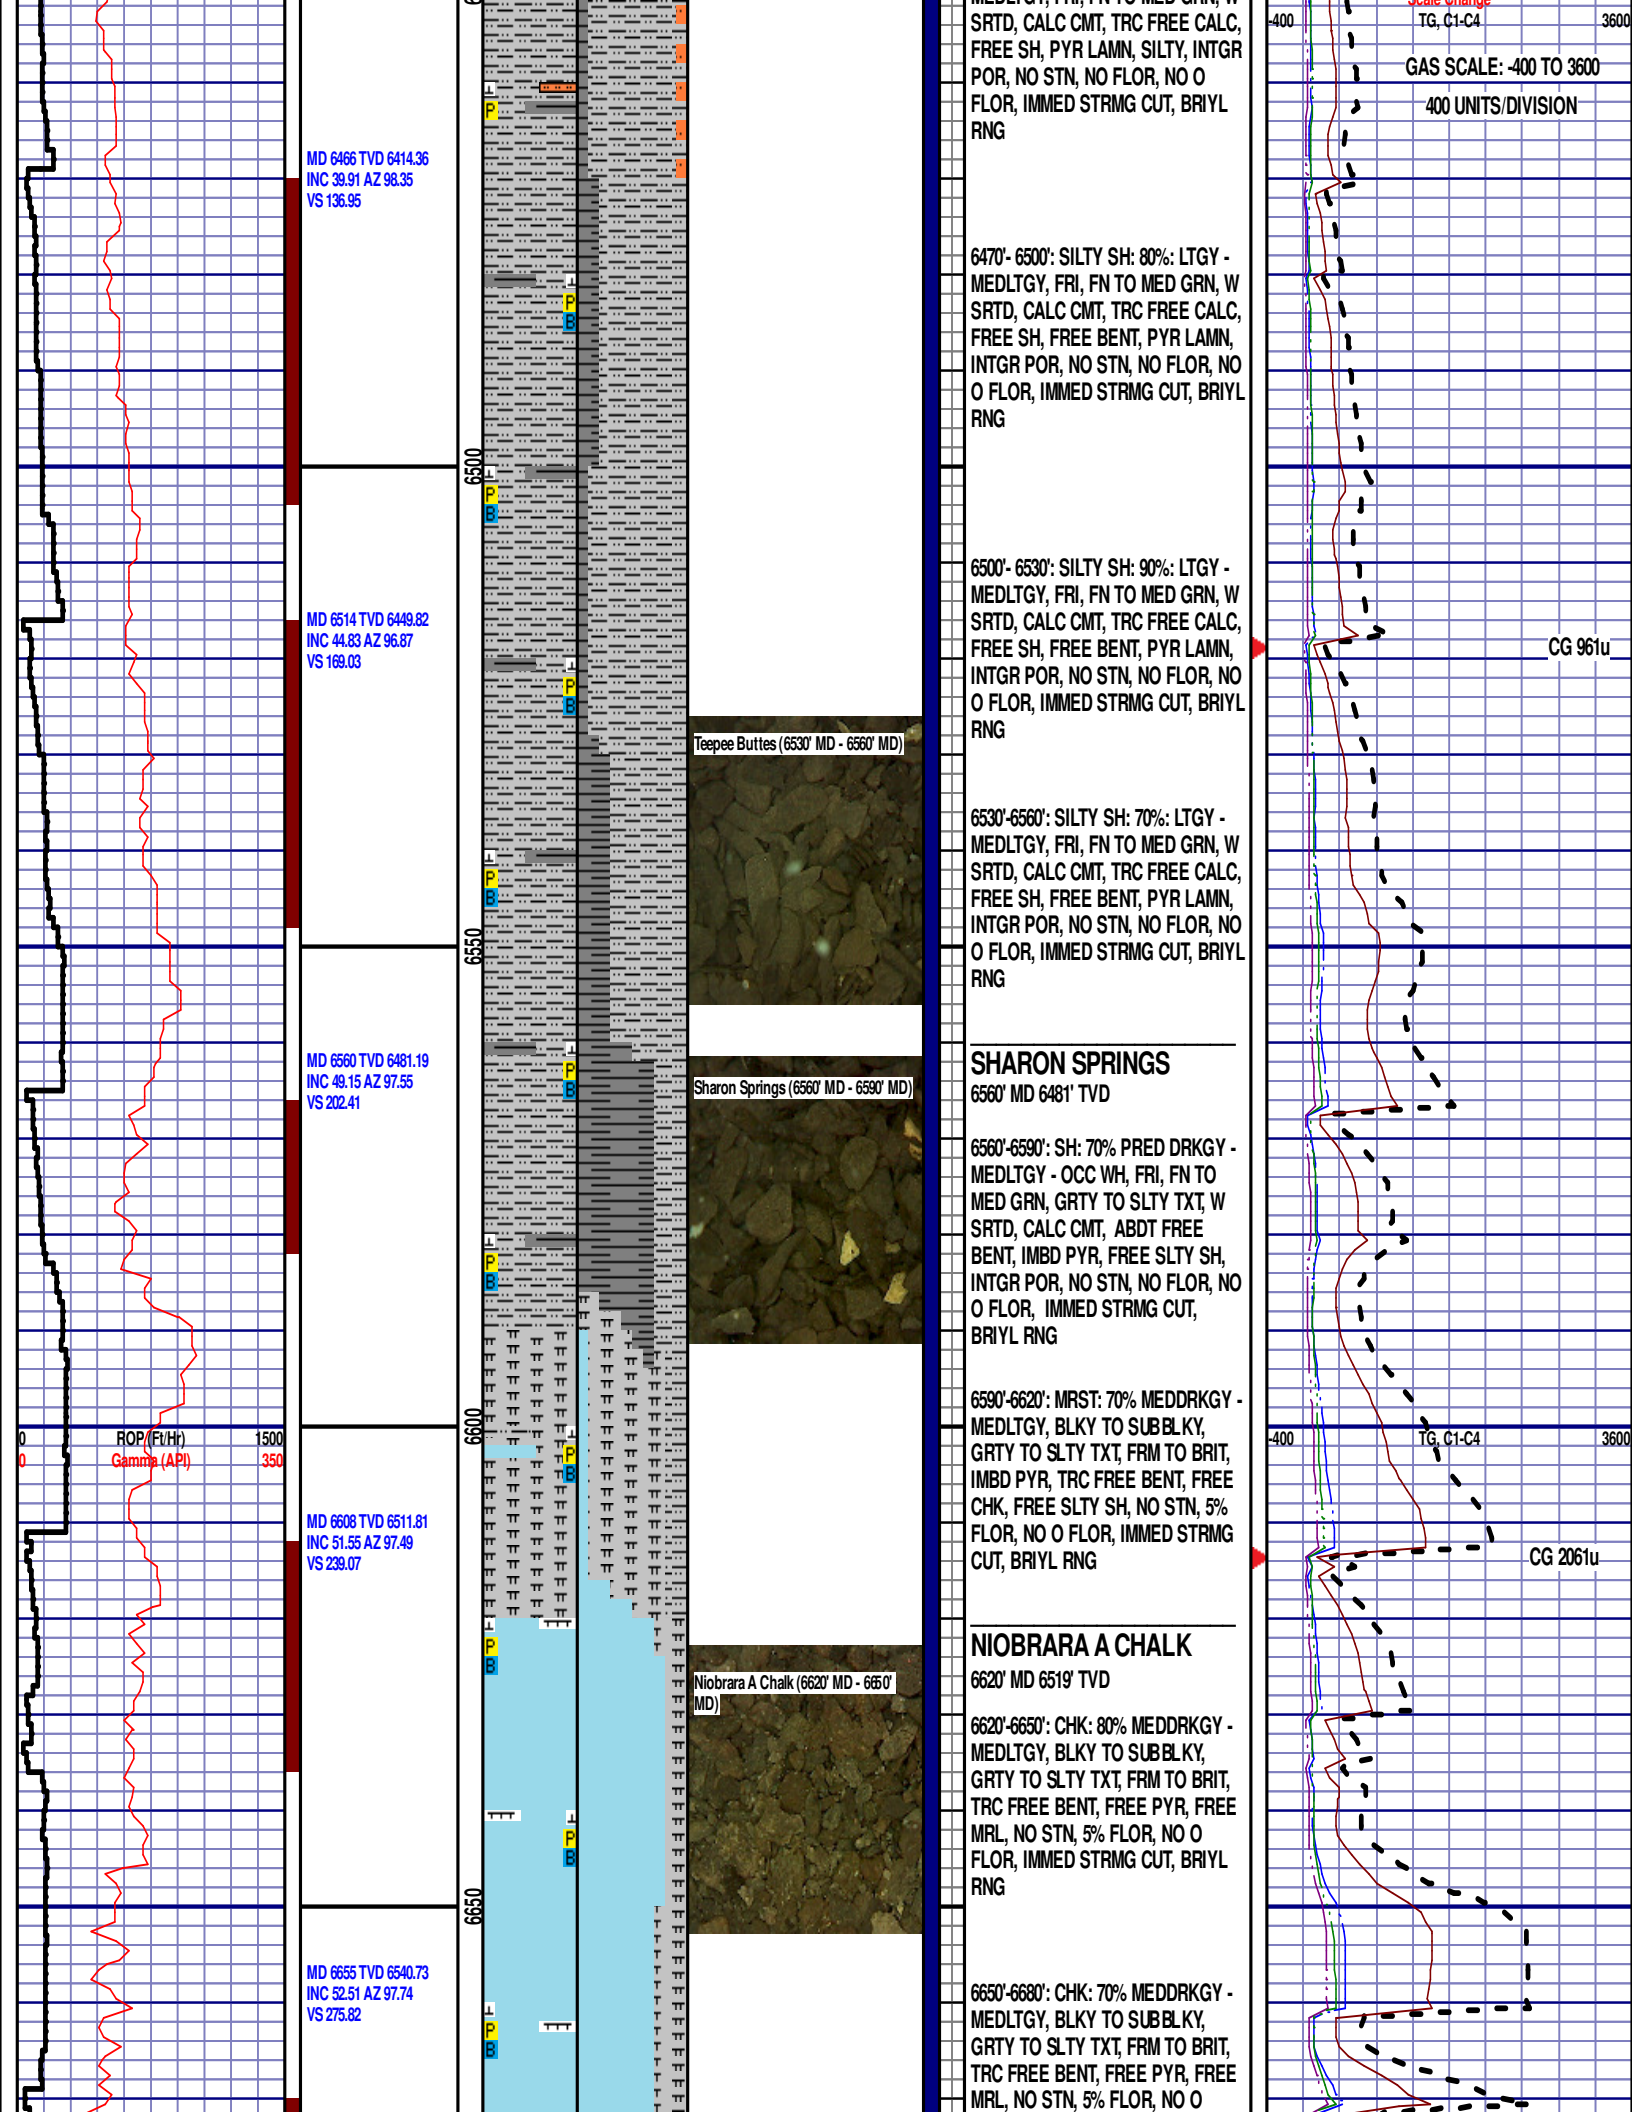 MD 6466 TVD 6414.36
INC 39.91 AZ 98.35
VS 136.95
MD 6514 TVD 6449.82
INC 44.83 AZ 96.87
VS 169.03
MD 6560 TVD 6481.19
INC 49.15 AZ 97.55
VS 202.41
0 ROP (Ft/Hr) 1500
0 Gamma (API) 350
MD 6608 TVD 6511.81
INC 51.55 AZ 97.49
VS 239.07
MD 6655 TVD 6540.73
INC 52.51 AZ 97.74
VS 275.82
6500
6550
6600
6650
P
P
B
P
B
P
B
P
B
P
B
P
B
P
B
P
B
P
B
P
B
Teepee Buttes (6530' MD - 6560' MD)
Sharon Springs (6560' MD - 6590' MD)
Niobrara A Chalk (6620' MD - 6650'
MD)
MEDLTGY, FRI, FN TO MED GRN, W
SRTD, CALC CMT, TRC FREE CALC,
FREE SH, PYR LAMN, SILTY, INTGR
POR, NO STN, NO FLOR, NO O
FLOR, IMMED STRMG CUT, BRIYL
RNG
6470'- 6500': SILTY SH: 80%: LTGY -
MEDLTGY, FRI, FN TO MED GRN, W
SRTD, CALC CMT, TRC FREE CALC,
FREE SH, FREE BENT, PYR LAMN,
INTGR POR, NO STN, NO FLOR, NO
O FLOR, IMMED STRMG CUT, BRIYL
RNG
6500'- 6530': SILTY SH: 90%: LTGY -
MEDLTGY, FRI, FN TO MED GRN, W
SRTD, CALC CMT, TRC FREE CALC,
FREE SH, FREE BENT, PYR LAMN,
INTGR POR, NO STN, NO FLOR, NO
O FLOR, IMMED STRMG CUT, BRIYL
RNG
6530'-6560': SILTY SH: 70%: LTGY -
MEDLTGY, FRI, FN TO MED GRN, W
SRTD, CALC CMT, TRC FREE CALC,
FREE SH, FREE BENT, PYR LAMN,
INTGR POR, NO STN, NO FLOR, NO
O FLOR, IMMED STRMG CUT, BRIYL
RNG
SHARON SPRINGS
6560' MD 6481' TVD
6560'-6590': SH: 70% PRED DRKGY -
MEDLTGY - OCC WH, FRI, FN TO
MED GRN, GRTY TO SLTY TXT, W
SRTD, CALC CMT, ABDT FREE
BENT, IMBD PYR, FREE SLTY SH,
INTGR POR, NO STN, NO FLOR, NO
O FLOR, IMMED STRMG CUT,
BRIYL RNG
6590'-6620': MRST: 70% MEDDRKGY -
MEDLTGY, BLKY TO SUBBLKY,
GRTY TO SLTY TXT, FRM TO BRIT,
IMBD PYR, TRC FREE BENT, FREE
CHK, FREE SLTY SH, NO STN, 5%
FLOR, NO O FLOR, IMMED STRMG
CUT, BRIYL RNG
NIOBRARA A CHALK
6620' MD 6519' TVD
6620'-6650': CHK: 80% MEDDRKGY -
MEDLTGY, BLKY TO SUBBLKY,
GRTY TO SLTY TXT, FRM TO BRIT,
TRC FREE BENT, FREE PYR, FREE
MRL, NO STN, 5% FLOR, NO O
FLOR, IMMED STRMG CUT, BRIYL
RNG
6650'-6680': CHK: 70% MEDDRKGY -
MEDLTGY, BLKY TO SUBBLKY,
GRTY TO SLTY TXT, FRM TO BRIT,
TRC FREE BENT, FREE PYR, FREE
MRL, NO STN, 5% FLOR, NO O
Scale Change
-400 TG, C1-C4 3600
GAS SCALE: -400 TO 3600
400 UNITS/DIVISION
CG 961u
-400 TG, C1-C4 3600
CG 2061u